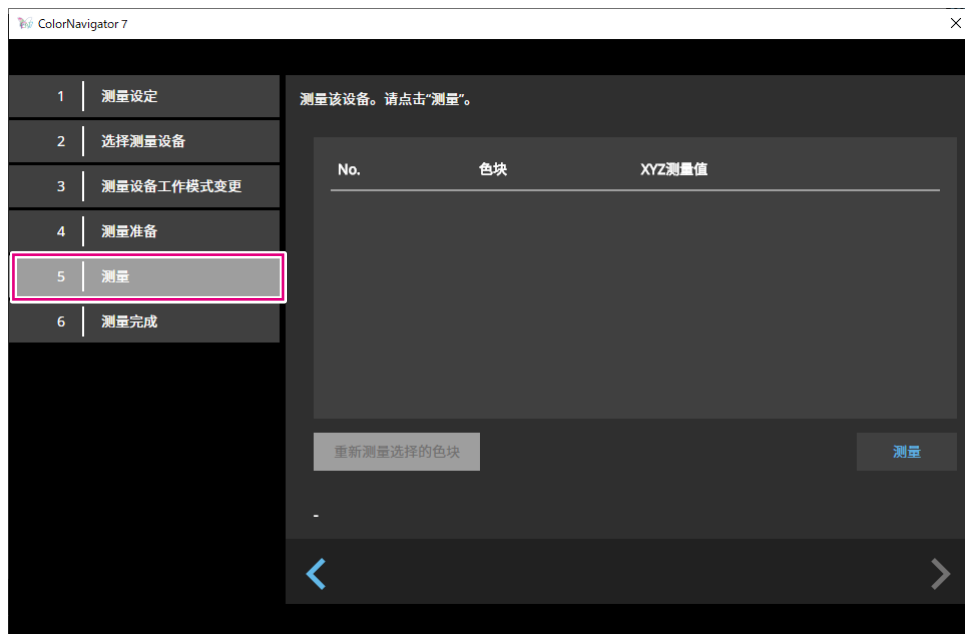 ColorNavigator 7
1 测量设定
2 选择测量设备
3 测量设备工作模式变更
4 测量准备
5 测量
6 测量完成
测量该设备。请点击“测量”。
No. 色块 XYZ测量值
重新测量选择的色块 测量
-